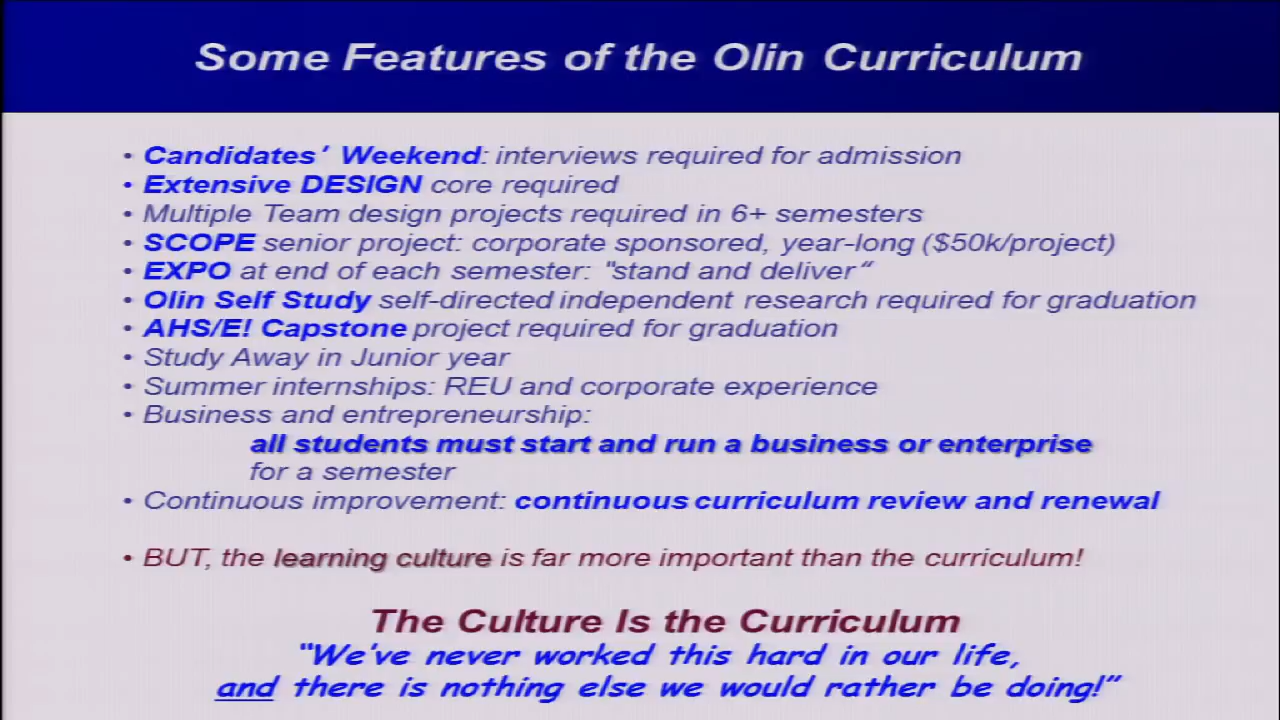 Some Features of the Olin Curriculum
• Candidates’ Weekend: interviews required for admission
• Extensive DESIGN core required
• Multiple Team design projects required in 6+ semesters
• SCOPE senior project: corporate sponsored, year-long ($50k/project)
• EXPO at end of each semester: "stand and deliver“
• Olin Self Study self-directed independent research required for graduation
• AHS/E! Capstone project required for graduation
• Study Away in Junior year
• Summer internships: REU and corporate experience
• Business and entrepreneurship:
all students must start and run a business or enterprise
for a semester
• Continuous improvement: continuous curriculum review and renewal
• BUT, the learning culture is far more important than the curriculum!
The Culture Is the Curriculum
“We've never worked this hard in our life,
and there is nothing else we would rather be doing!”